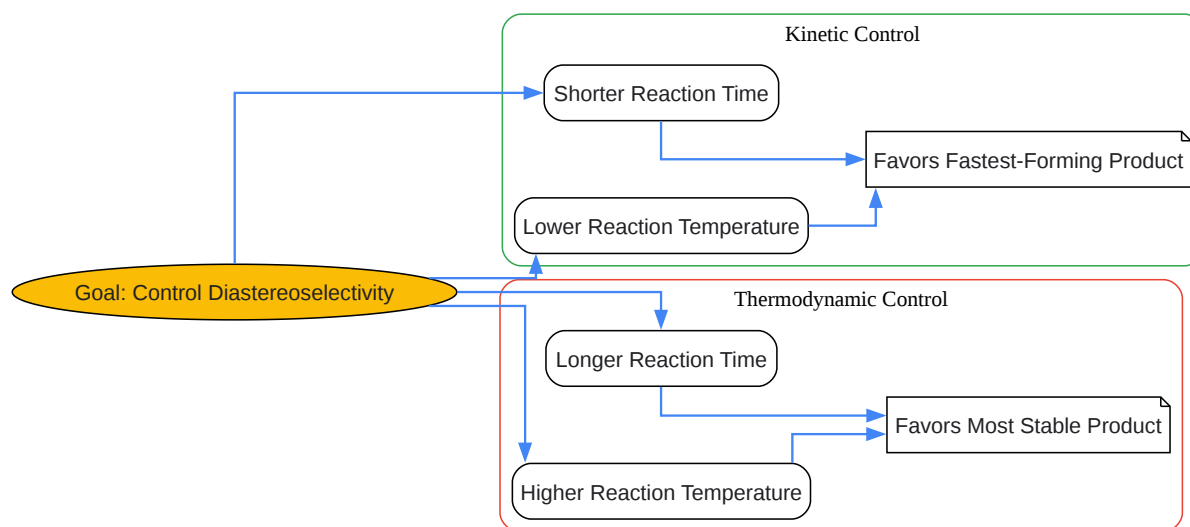 Kinetic Control
Shorter Reaction Time
Favors Fastest-Forming Product
Lower Reaction Temperature
Goal: Control Diastereoselectivity
Thermodynamic Control
Longer Reaction Time
Favors Most Stable Product
Higher Reaction Temperature